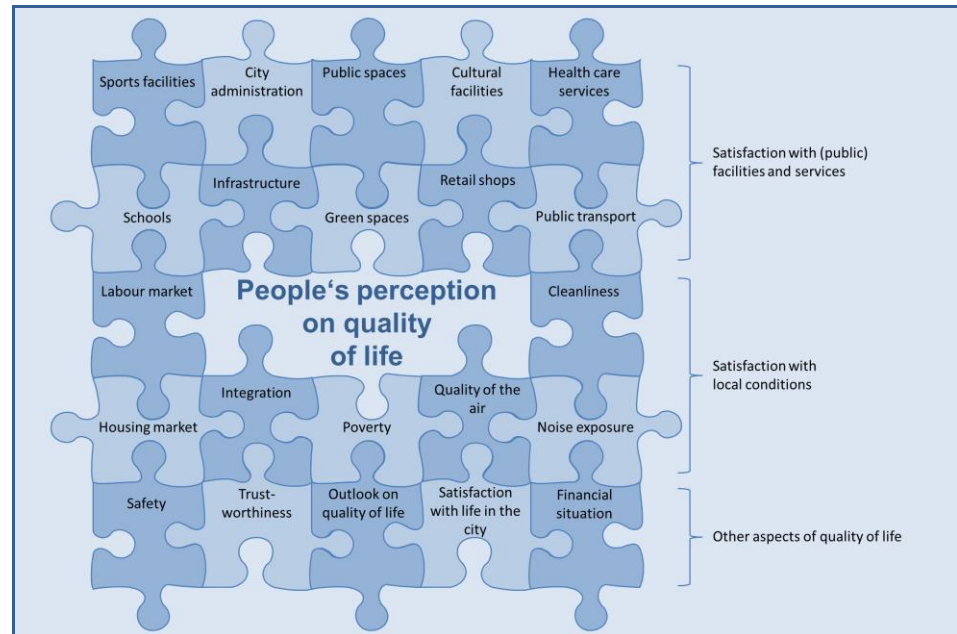 Sports facilities
City
administration
Public spaces
Cultural
facilities
Health care
services
Satisfaction with (public)
facilities and services
Schools
Infrastructure
Green spaces
Retail shops
Public transport
Labour market
People‘s perception
on quality
of life
Cleanliness
Satisfaction with
local conditions
Housing market
Integration
Poverty
Quality of the
air
Noise exposure
Safety
Trust-
worthiness
Outlook on
quality of life
Satisfaction
with life in the
city
Financial
situation
Other aspects of quality of life